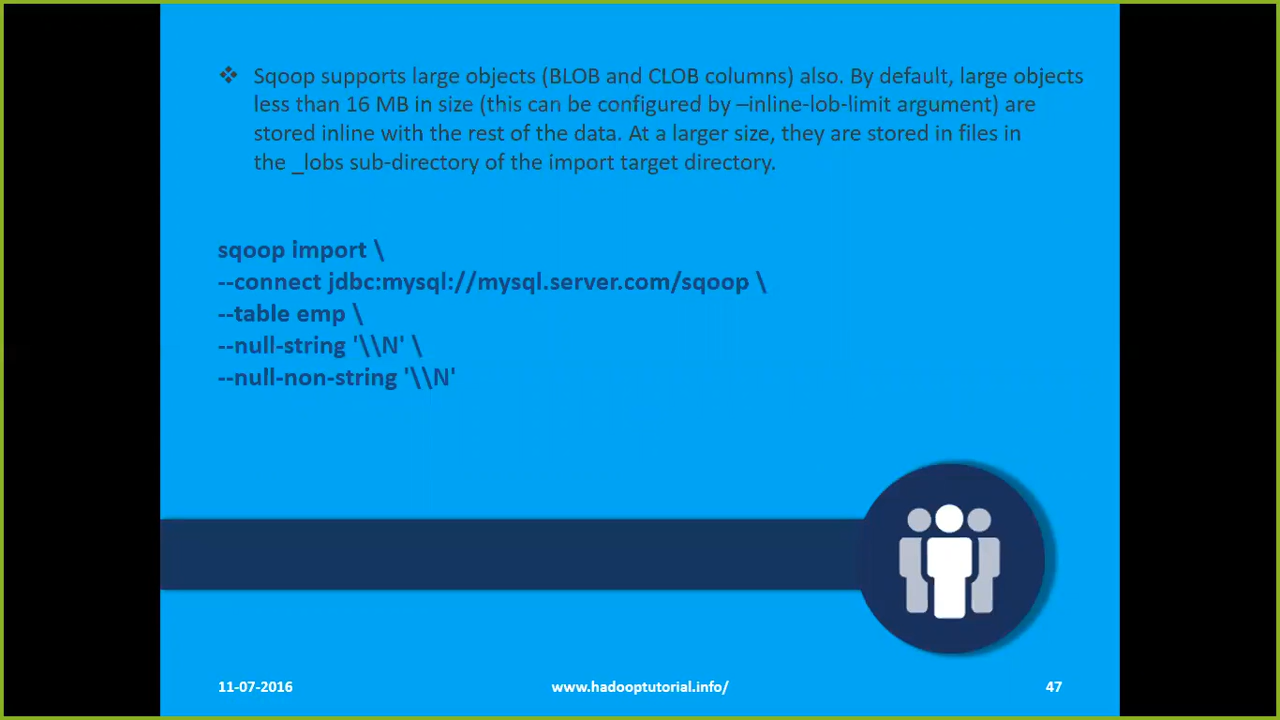 ❖ Sqoop supports large objects (BLOB and CLOB columns) also. By default, large objects
less than 16 MB in size (this can be configured by –inline-lob-limit argument) are
stored inline with the rest of the data. At a larger size, they are stored in files in
the _lobs sub-directory of the import target directory.
sqoop import \
--connect jdbc:mysql://mysql.server.com/sqoop \
--table emp \
--null-string '\\N' \
--null-non-string '\\N'
11-07-2016
www.hadooptutorial.info/
47